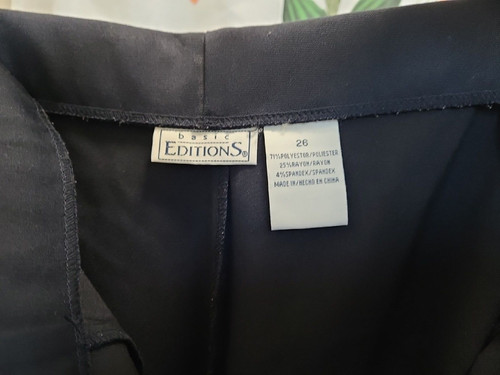 basic
EDITIONS®
26
71%POLYESTER/POLIESTER
25%RAYON/RAYON
4%SPANDEX/SPANDEX
MADE IN/HECHO EN CHINA